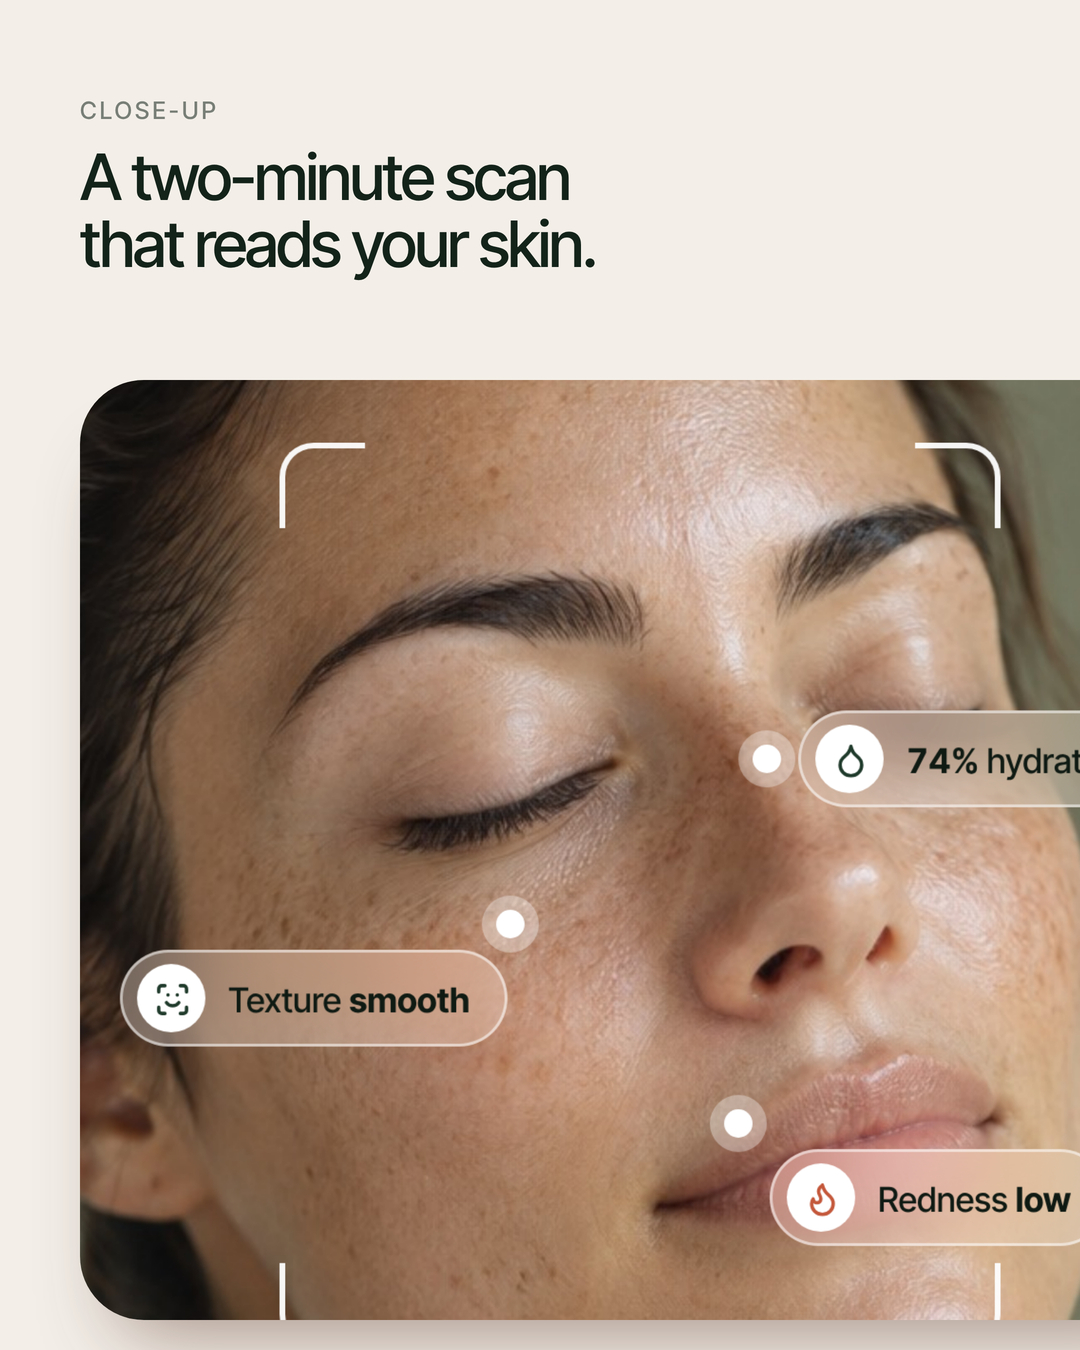 CLOSE-UP
A two-minute scan
that reads your skin.
74% hydrat
Texture smooth
Redness low